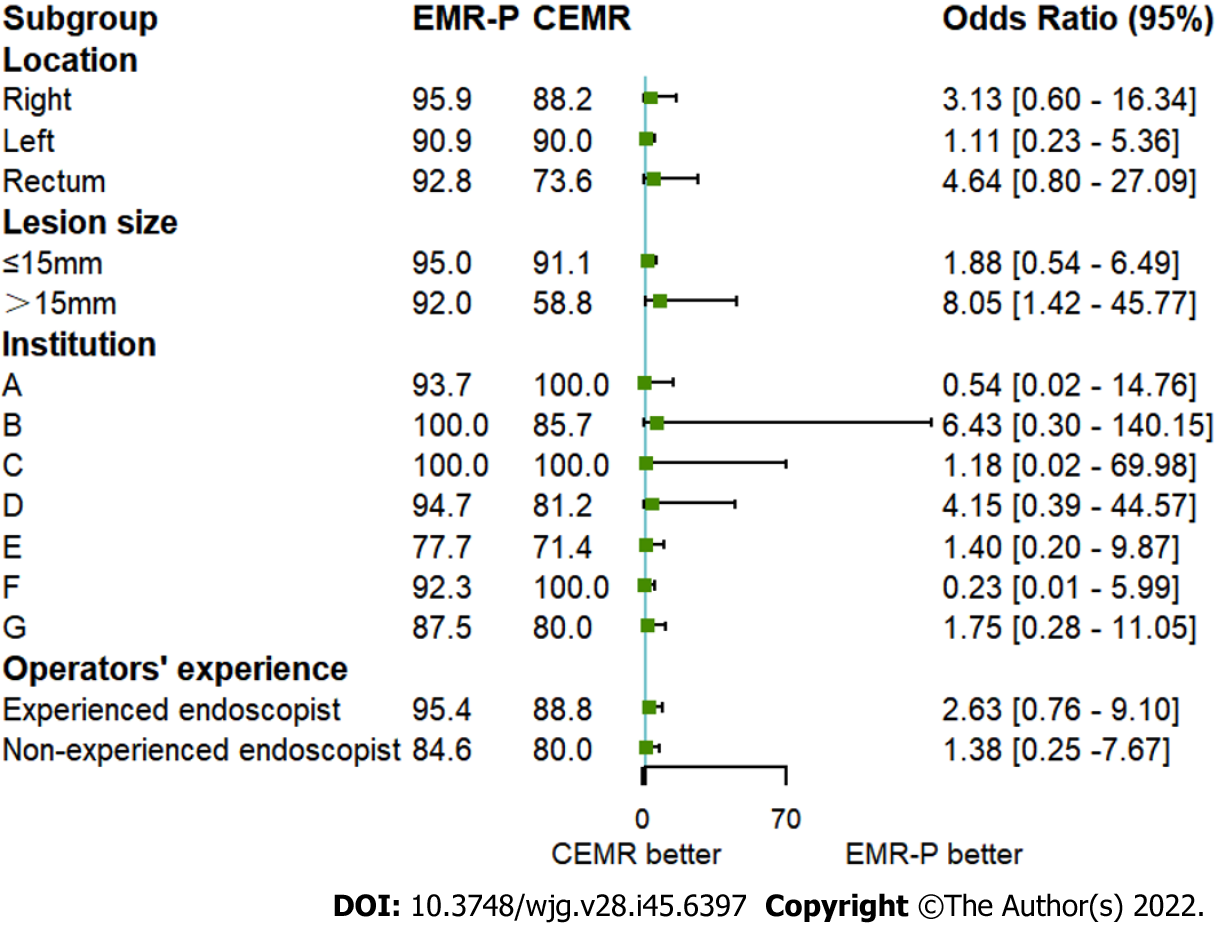 Subgroup EMR-P CEMR Odds Ratio (95%)
Location
Right 95.9 88.2 3.13 [0.60 - 16.34]
Left 90.9 90.0 1.11 [0.23 - 5.36]
Rectum 92.8 73.6 4.64 [0.80 - 27.09]
Lesion size
≤15mm 95.0 91.1 1.88 [0.54 - 6.49]
＞15mm 92.0 58.8 8.05 [1.42 - 45.77]
Institution
A 93.7 100.0 0.54 [0.02 - 14.76]
B 100.0 85.7 6.43 [0.30 - 140.15]
C 100.0 100.0 1.18 [0.02 - 69.98]
D 94.7 81.2 4.15 [0.39 - 44.57]
E 77.7 71.4 1.40 [0.20 - 9.87]
F 92.3 100.0 0.23 [0.01 - 5.99]
G 87.5 80.0 1.75 [0.28 - 11.05]
Operators' experience
Experienced endoscopist 95.4 88.8 2.63 [0.76 - 9.10]
Non-experienced endoscopist 84.6 80.0 1.38 [0.25 -7.67]
0 70
CEMR better EMR-P better
DOI: 10.3748/wjg.v28.i45.6397 Copyright ©The Author(s) 2022.